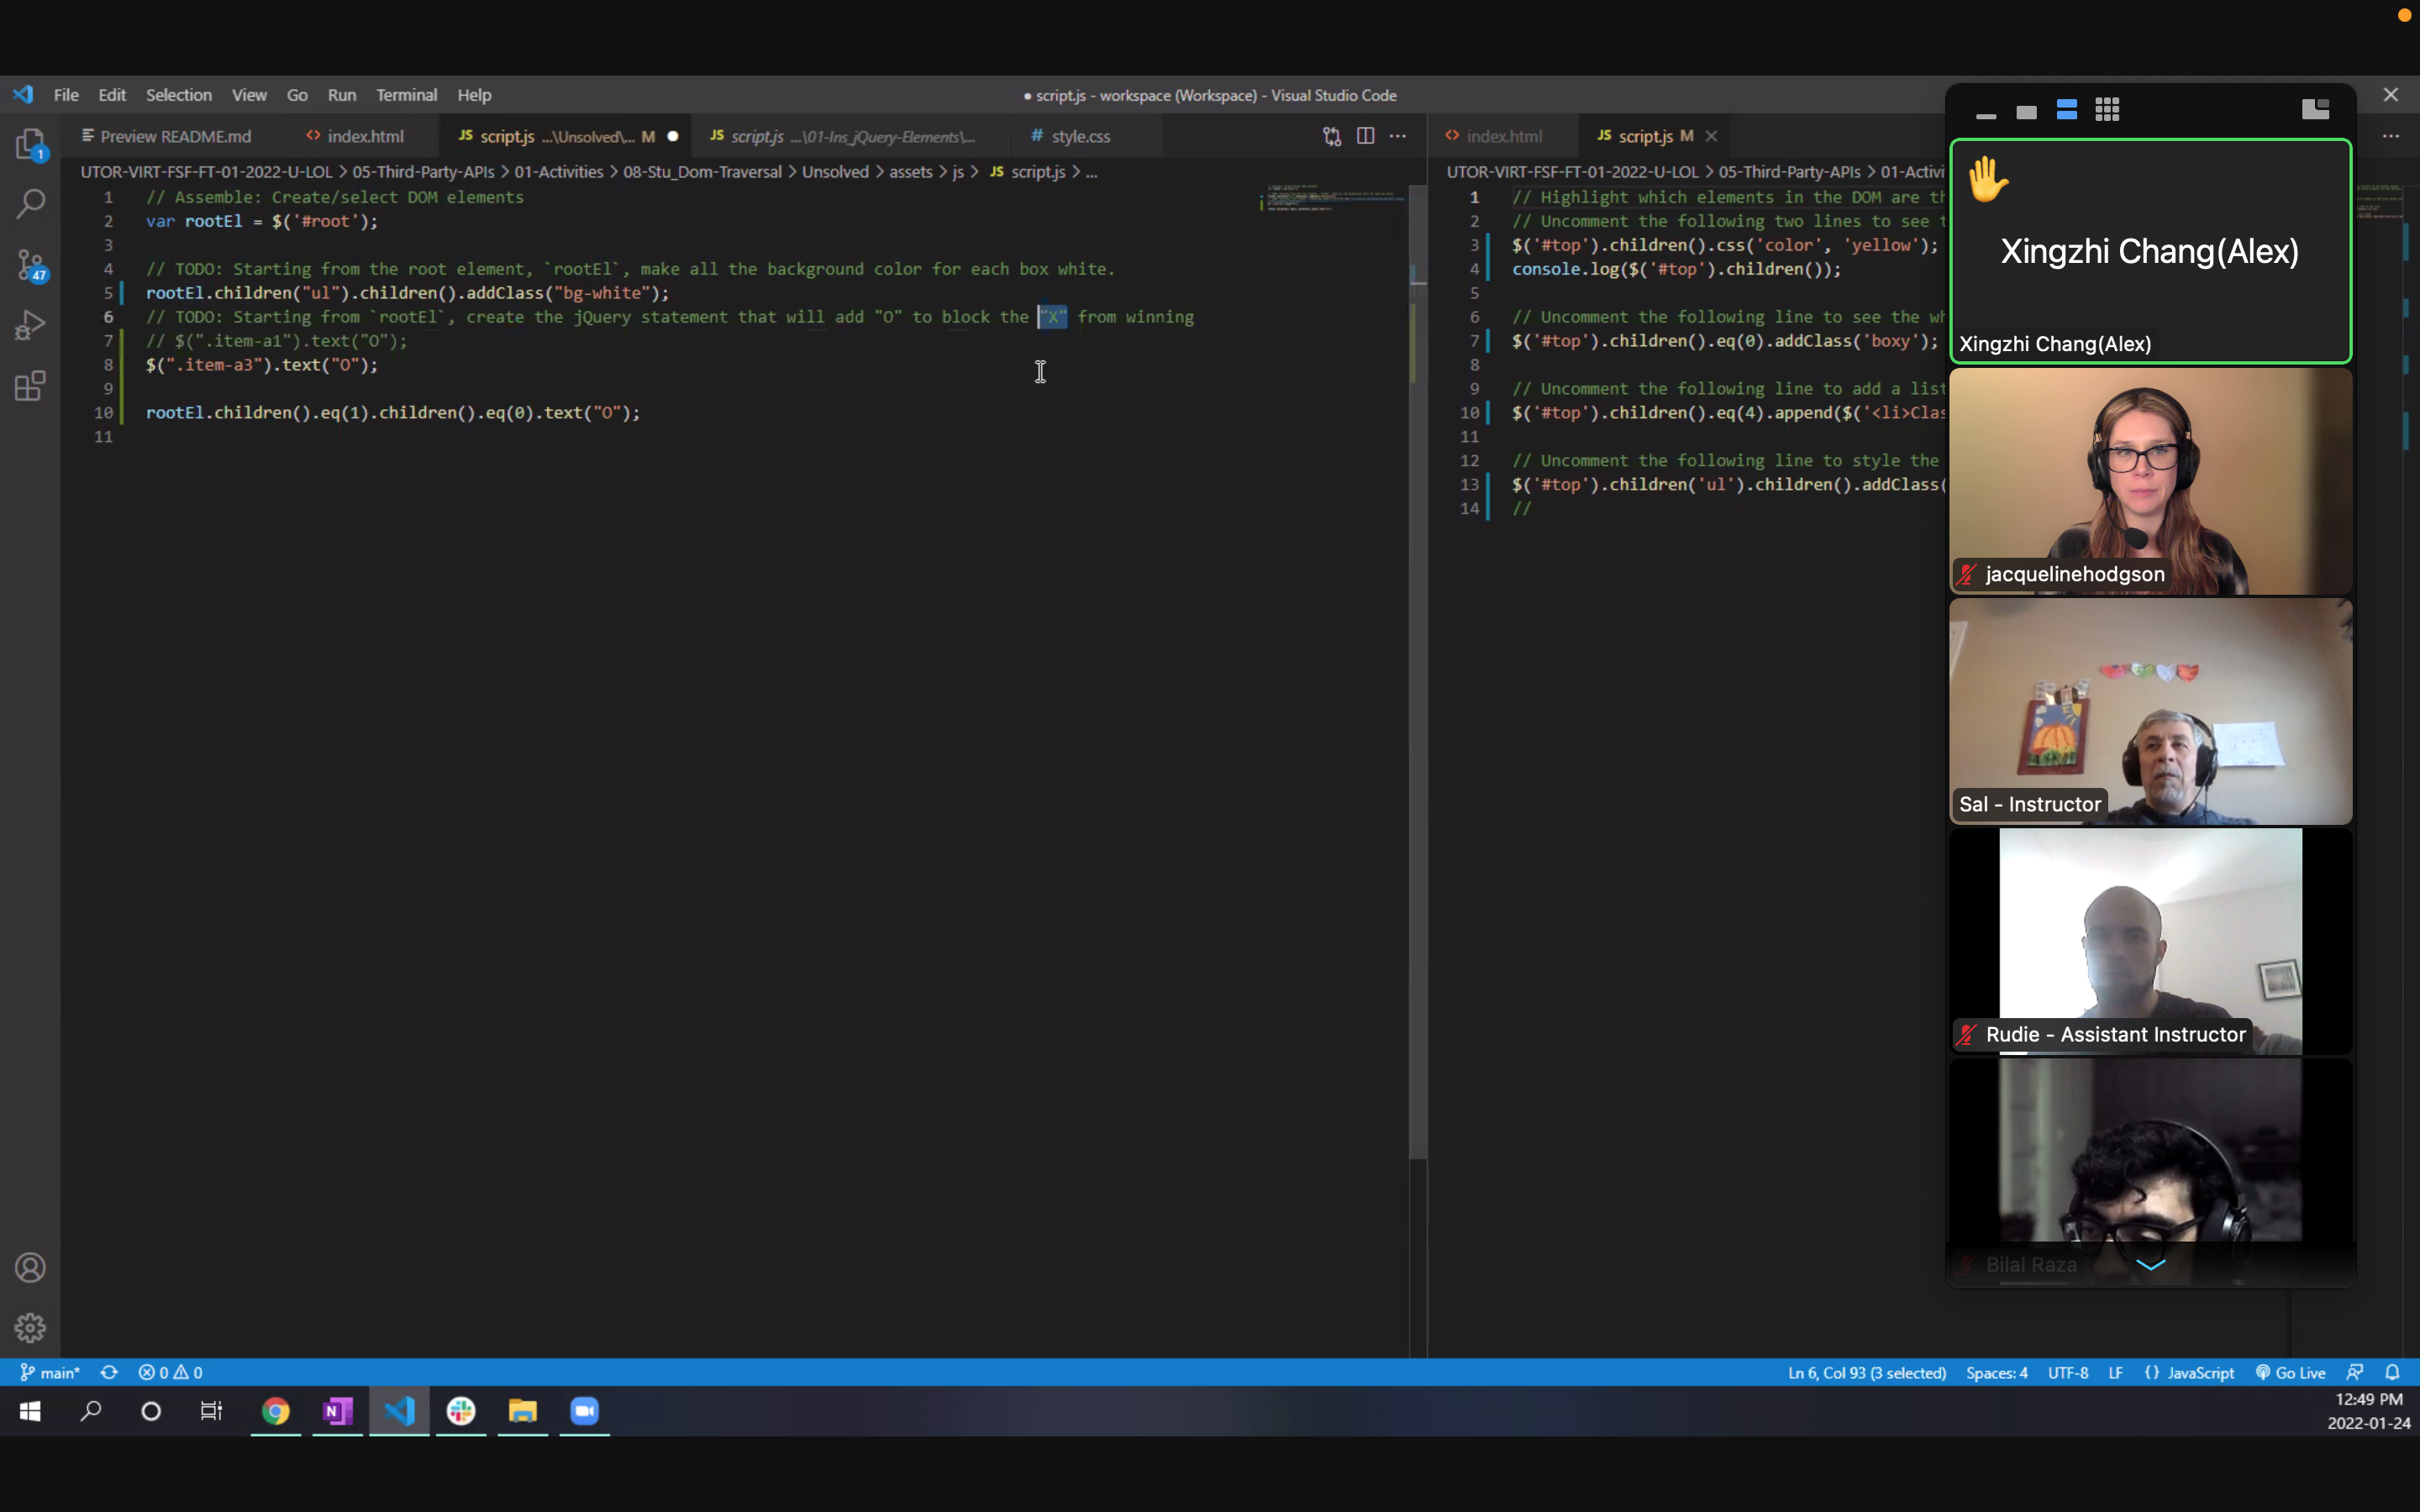 File Edit Selection View Go Run Terminal Help
● script.js - workspace (Workspace) - Visual Studio Code
Preview README.md
index.html
JS script.js ...\Unsolved\... M
JS script.js ...\01-Ins_jQuery-Elements\...
# style.css
index.html
JS script.js M
UTOR-VIRT-FSF-FT-01-2022-U-LOL > 05-Third-Party-APIs > 01-Activities > 08-Stu_Dom-Traversal > Unsolved > assets > js > JS script.js > ...
1 // Assemble: Create/select DOM elements
2 var rootEl = $('#root');
3
4 // TODO: Starting from the root element, `rootEl`, make all the background color for each box white.
5 rootEl.children("ul").children().addClass("bg-white");
6 // TODO: Starting from `rootEl`, create the jQuery statement that will add "O" to block the "X" from winning
7 // $(".item-a1").text("O");
8 $(".item-a3").text("O");
9
10 rootEl.children().eq(1).children().eq(0).text("O");
11
UTOR-VIRT-FSF-FT-01-2022-U-LOL > 05-Third-Party-APIs > 01-Activi
1 // Highlight which elements in the DOM are th
2 // Uncomment the following two lines to see t
3 $('#top').children().css('color', 'yellow');
4 console.log($('#top').children());
5
6 // Uncomment the following line to see the wh
7 $('#top').children().eq(0).addClass('boxy');
8
9 // Uncomment the following line to add a list
10 $('#top').children().eq(4).append($('<li>Clas
11
12 // Uncomment the following line to style the
13 $('#top').children('ul').children().addClass(
14 //
1
47
Xingzhi Chang(Alex)
Xingzhi Chang(Alex)
jacquelinehodgson
Sal - Instructor
Rudie - Assistant Instructor
Bilal Raza
main* 0 0
Ln 6, Col 93 (3 selected) Spaces: 4 UTF-8 LF {} JavaScript Go Live
12:49 PM
2022-01-24